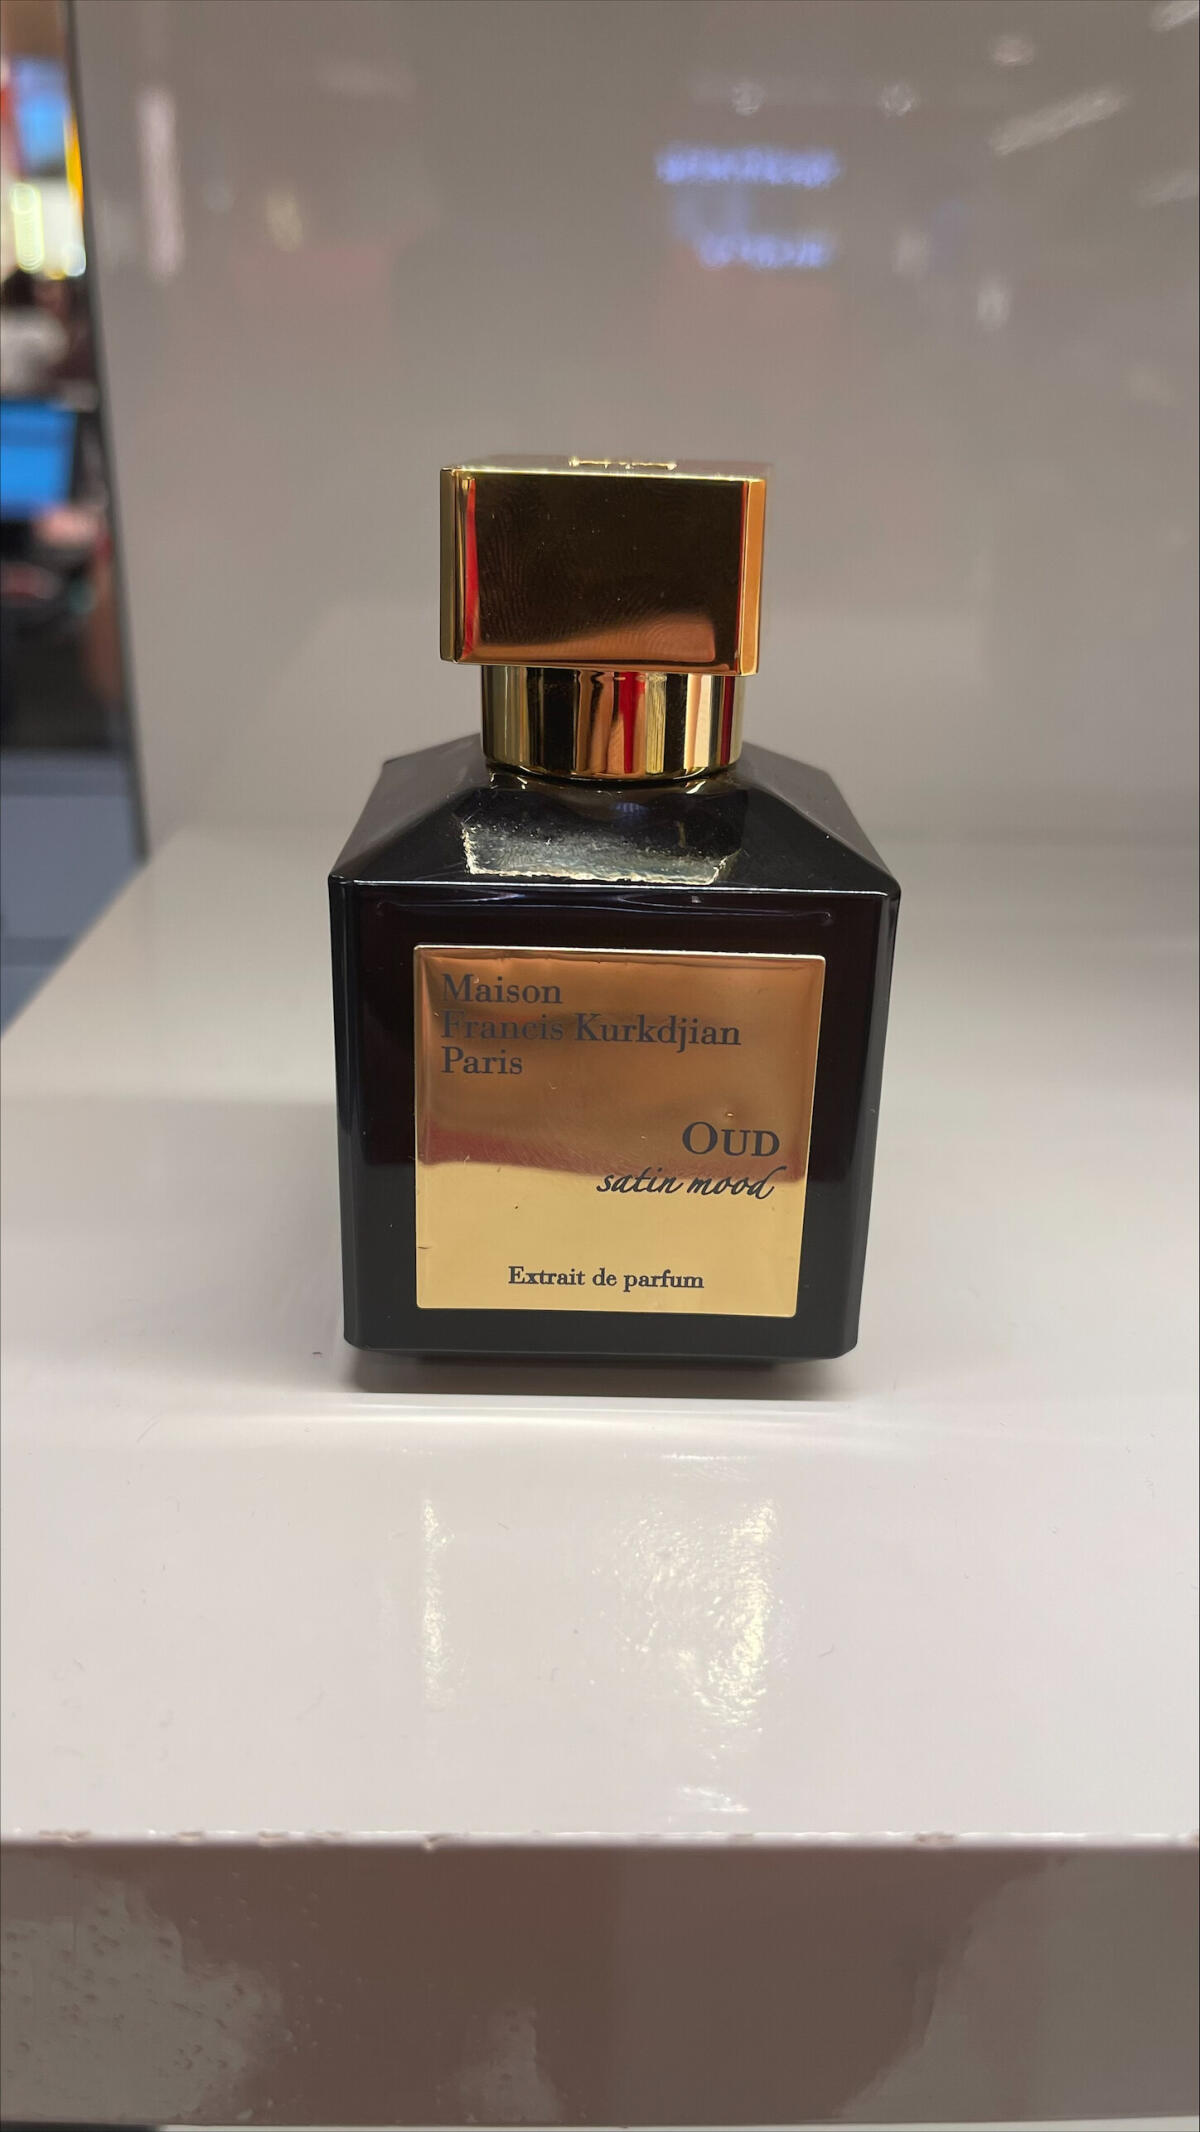 Maison
Francis Kurkdjian
Paris
OUD
satin mood
Extrait de parfum